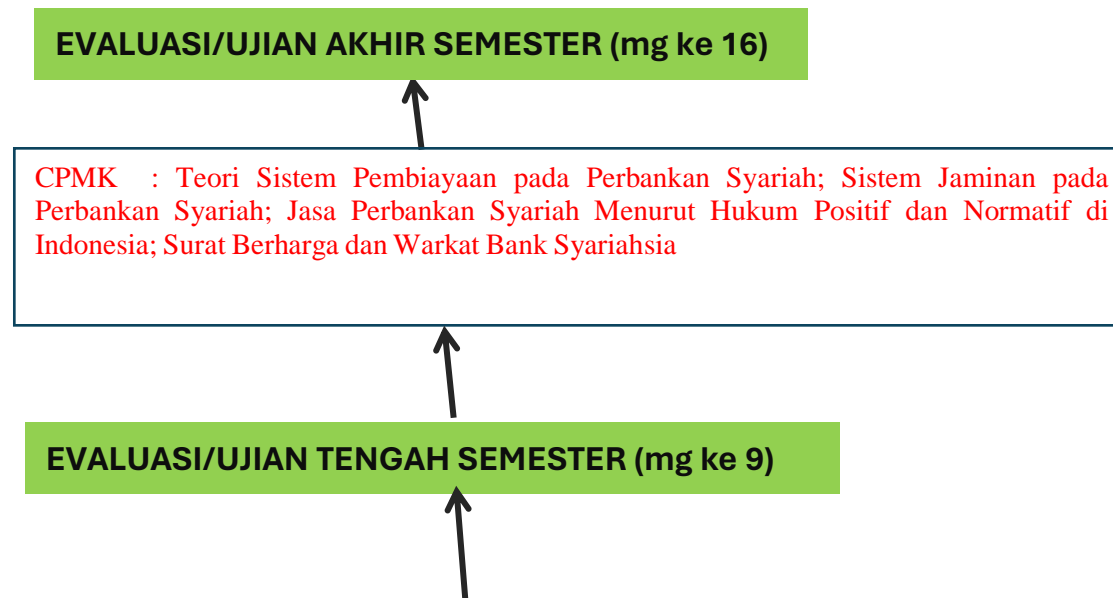 EVALUASI/UJIAN AKHIR SEMESTER (mg ke 16)
CPMK : Teori Sistem Pembiayaan pada Perbankan Syariah; Sistem Jaminan pada
Perbankan Syariah; Jasa Perbankan Syariah Menurut Hukum Positif dan Normatif di
Indonesia; Surat Berharga dan Warkat Bank Syariahsia
EVALUASI/UJIAN TENGAH SEMESTER (mg ke 9)